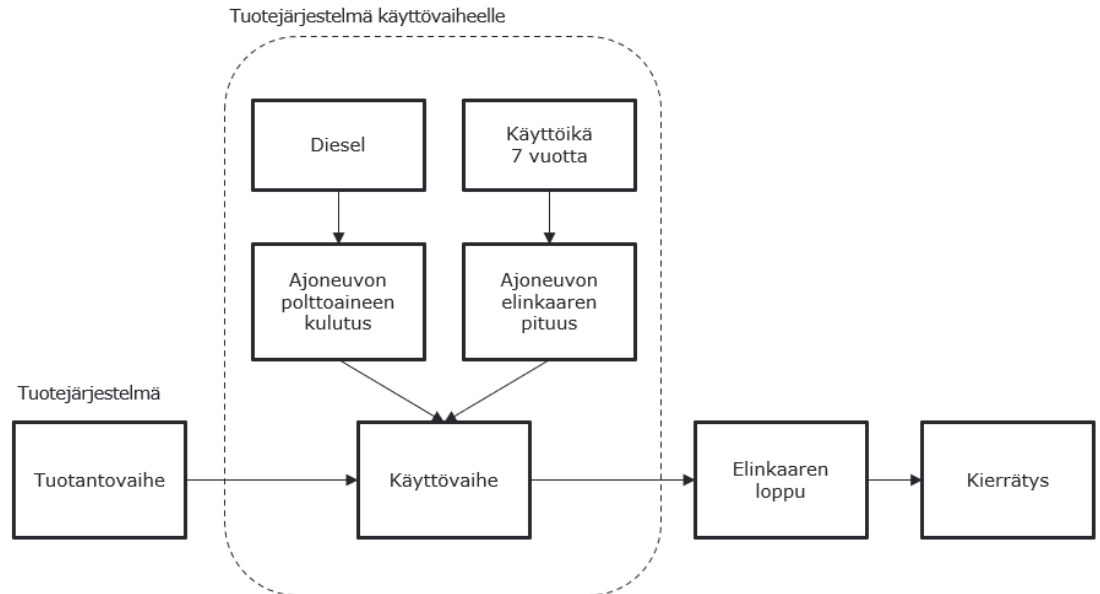 Tuotejärjestelmä käyttövaiheelle
Diesel
Käyttöikä
7 vuotta
Ajoneuvon
polttoaineen
kulutus
Ajoneuvon
elinkaaren
pituus
Tuotejärjestelmä
Tuotantovaihe
Käyttövaihe
Elinkaaren
loppu
Kierrätys